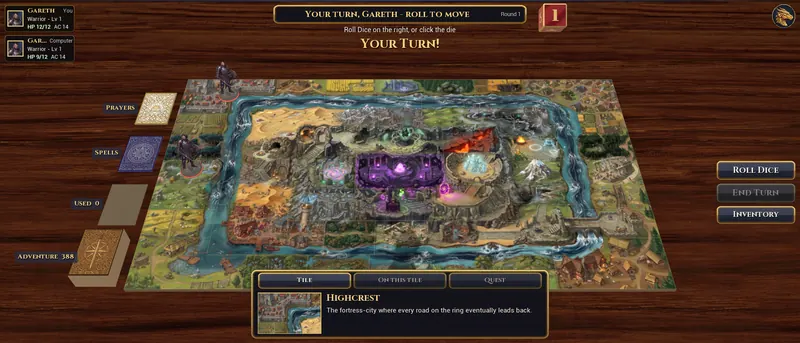 GARETH You
Warrior - Lv 1
HP 12/12 AC 14
GAR... Computer
Warrior - Lv 1
HP 9/12 AC 14
YOUR TURN, GARETH - ROLL TO MOVE Round 1
1
Roll Dice on the right, or click the die
YOUR TURN!
PRAYERS
SPELLS
USED 0
ADVENTURE 388
ROLL DICE
END TURN
INVENTORY
TILE ON THIS TILE QUEST
HIGHCREST
The fortress-city where every road on the ring eventually leads back.